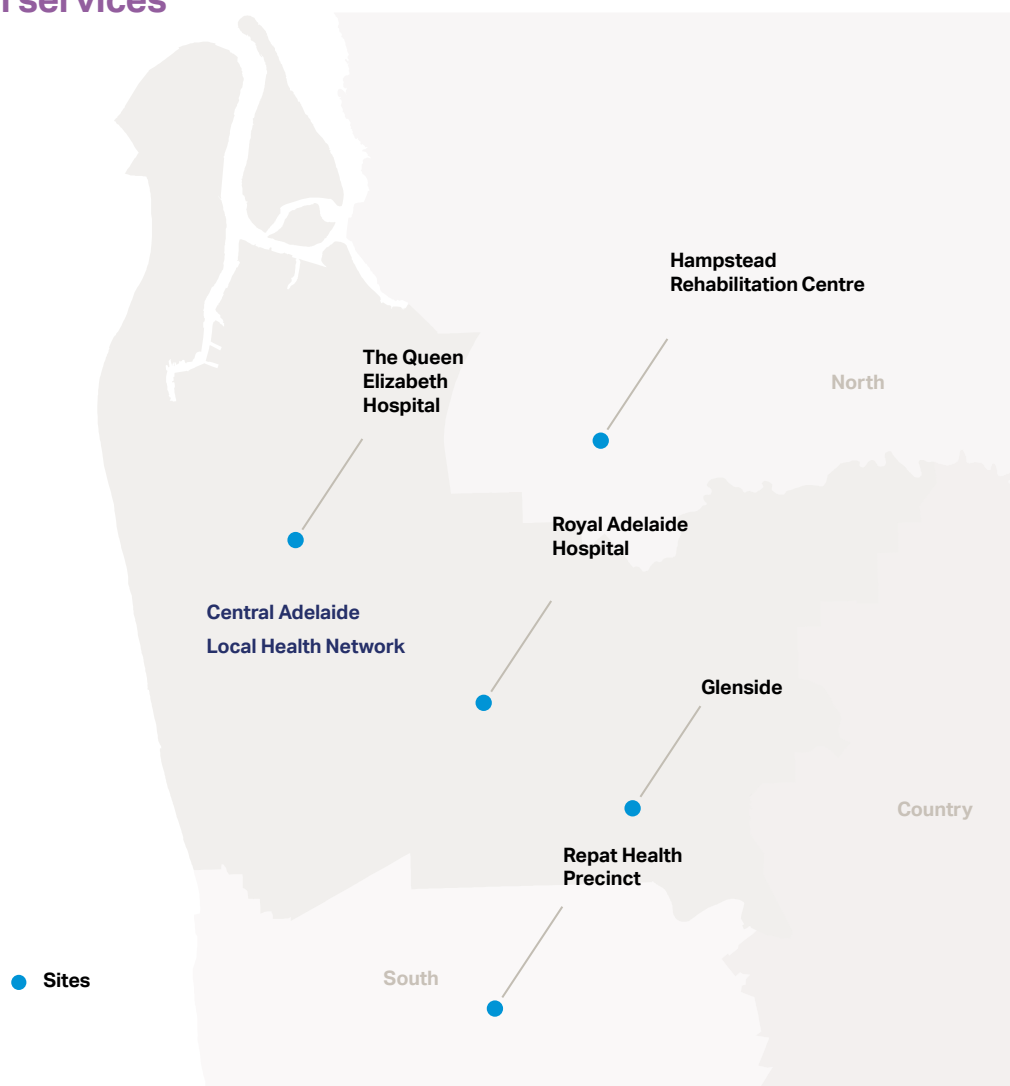 services
Hampstead
Rehabilitation Centre
The Queen
Elizabeth
Hospital
North
Royal Adelaide
Hospital
Central Adelaide
Local Health Network
Glenside
Country
Repat Health
Precinct
South
Sites